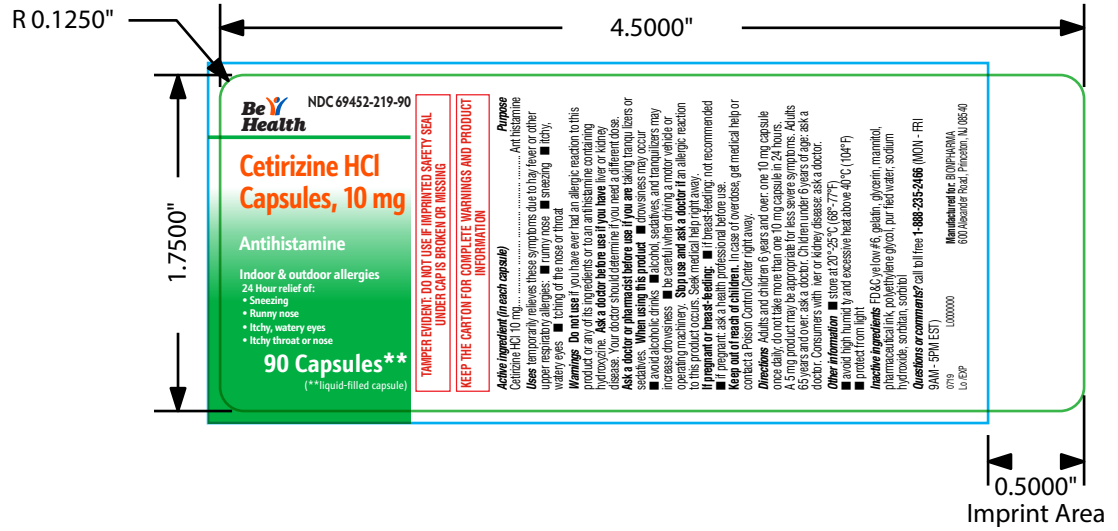 R 0.1250"
4.5000"
1.7500"
Be
Health
NDC 69452-219-90
Cetirizine HCl
Capsules, 10 mg
Antihistamine
Indoor & outdoor allergies
24 Hour relief of:
• Sneezing
• Runny nose
• Itchy, watery eyes
• Itchy throat or nose
90 Capsules**
(**liquid-filled capsule)
TAMPER EVIDENT: DO NOT USE IF IMPRINTED SAFETY SEAL
UNDER CAP IS BROKEN OR MISSING
KEEP THE CARTON FOR COMPLETE WARNINGS AND PRODUCT
INFORMATION
Active ingredient (in each capsule) Purpose
Cetirizine HCl 10 mg........................................ Antihistamine
Uses temporarily relieves these symptoms due to hay fever or other
upper respiratory allergies: ■ runny nose ■ sneezing ■ itchy,
watery eyes ■ itching of the nose or throat
Warnings Do not use if you have ever had an allergic reaction to this
product or any of its ingredients or to an antihistamine containing
hydroxyzine. Ask a doctor before use if you have liver or kidney
disease. Your doctor should determine if you need a different dose.
Ask a doctor or pharmacist before use if you are taking tranquilizers or
sedatives. When using this product ■ drowsiness may occur
■ avoid alcoholic drinks ■ alcohol, sedatives, and tranquilizers may
increase drowsiness ■ be careful when driving a motor vehicle or
operating machinery. Stop use and ask a doctor if an allergic reaction
to this product occurs. Seek medical help right away.
If pregnant or breast-feeding: ■ if breast-feeding: not recommended
■ if pregnant: ask a health professional before use.
Keep out of reach of children. In case of overdose, get medical help or
contact a Poison Control Center right away.
Directions Adults and children 6 years and over: one 10 mg capsule
once daily; do not take more than one 10 mg capsule in 24 hours.
A 5 mg product may be appropriate for less severe symptoms. Adults
65 years and over: ask a doctor. Children under 6 years of age: ask a
doctor. Consumers with liver or kidney disease: ask a doctor.
Other information ■ store at 20°-25°C (68°-77°F)
■ avoid high humidity and excessive heat above 40°C (104°F)
■ protect from light
Inactive ingredients FD&C yellow #6, gelatin, glycerin, mannitol,
pharmaceutical ink, polyethylene glycol, purified water, sodium
hydroxide, sorbitan, sorbitol
Questions or comments? call toll free 1-888-235-2466 (MON - FRI
9AM - 5PM EST)
0719 L0000000 Manufactured for: BIONPHARMA
Lo./EXP 600 Alexander Road, Princeton, NJ 08540
0.5000"
Imprint Area